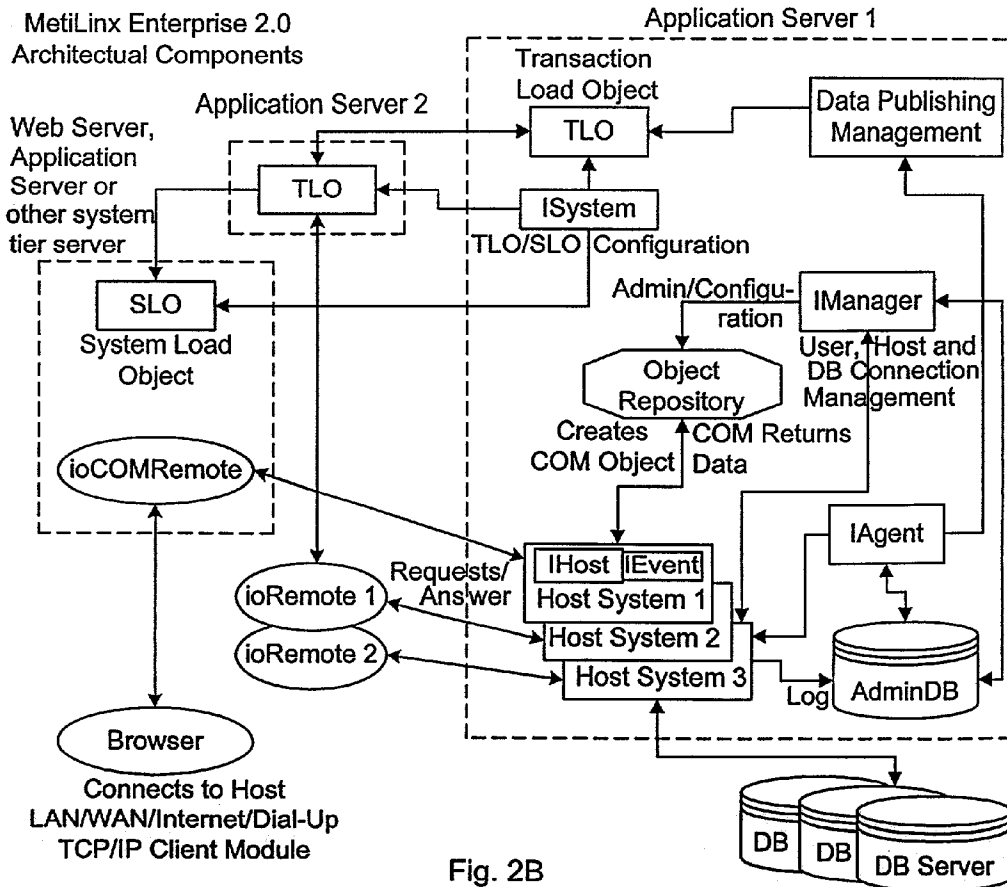 MetiLinx Enterprise 2.0
Architectual Components
Application Server 1
Application Server 2
Web Server,
Application
Server or
other system
tier server
Transaction
Load Object
TLO
Data Publishing
Management
TLO
ISystem
TLO/SLO Configuration
SLO
System Load
Object
Admin/Configu-
ration
IManager
User, Host and
DB Connection
Management
Object
Repository
Creates
COM Object
COM Returns
Data
ioCOMRemote
IAgent
IHost
IEvent
Host System 1
Requests/
Answer
ioRemote 1
Host System 2
ioRemote 2
Host System 3
Log
AdminDB
Browser
Connects to Host
LAN/WAN/Internet/Dial-Up
TCP/IP Client Module
DB
DB
DB Server
Fig. 2B